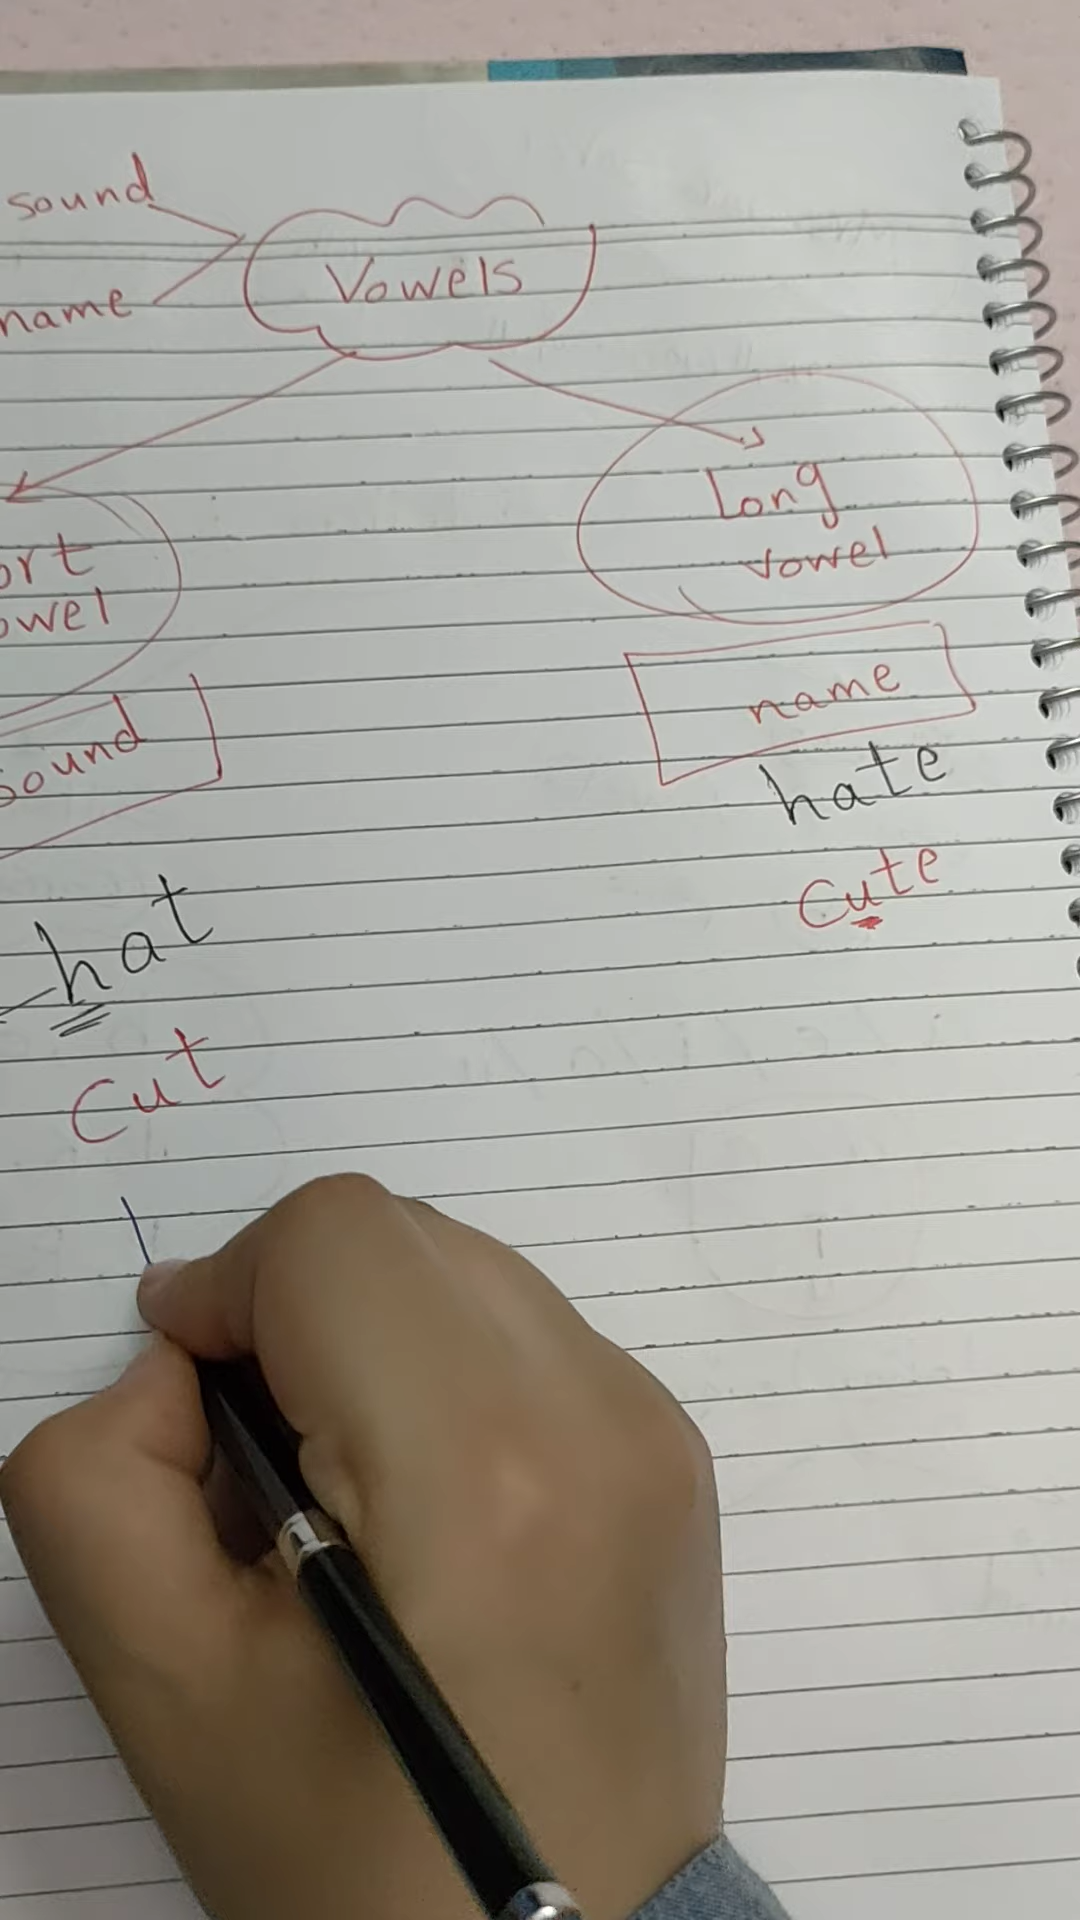 sound
Vowels
name
Long
vowel
ort
owel
name
sound
hate
cute
hat
cut